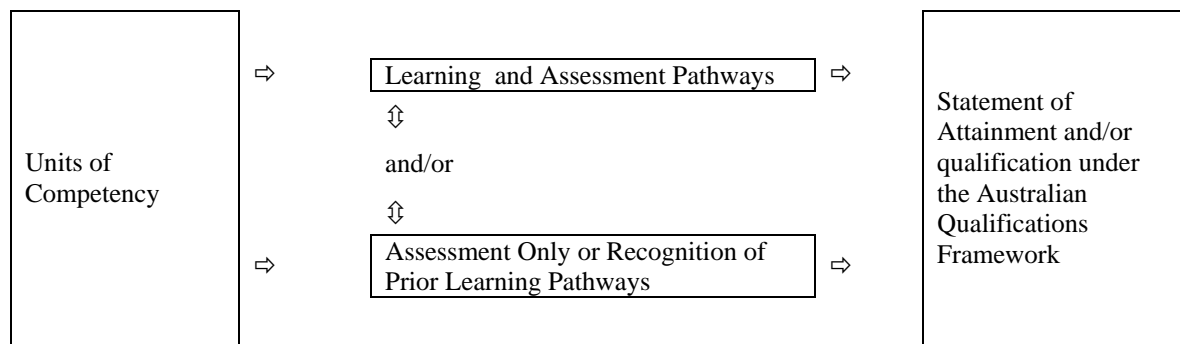 Units of
Competency
⇨
Learning and Assessment Pathways
⇨
⇳
and/or
⇳
⇨
Assessment Only or Recognition of
Prior Learning Pathways
⇨
Statement of
Attainment and/or
qualification under
the Australian
Qualifications
Framework